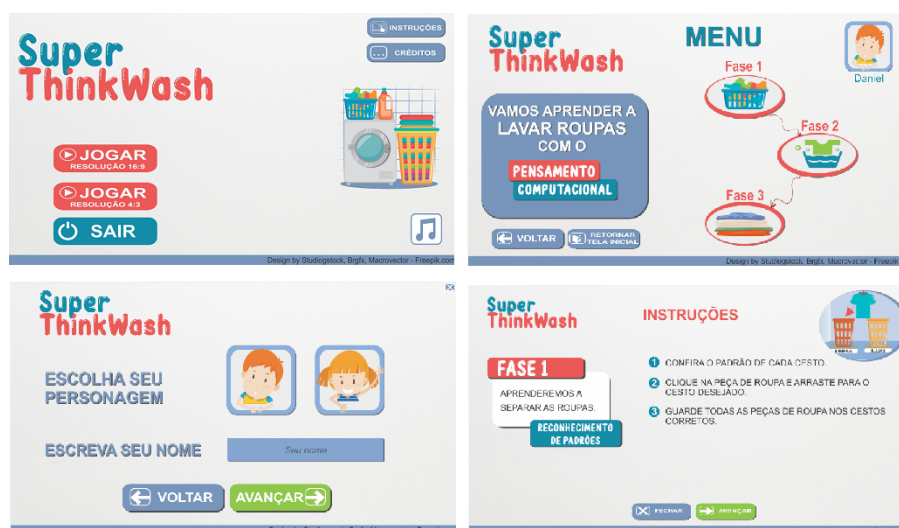 Super
ThinkWash
INSTRUÇÕES
CRÉDITOS
JOGAR
RESOLUÇÃO 16:9
JOGAR
RESOLUÇÃO 4:3
SAIR
Design by Studiogstock, Brgfx, Macrovector - Freepik.com
Super
ThinkWash
MENU
Daniel
VAMOS APRENDER A
LAVAR ROUPAS
COM O
PENSAMENTO
COMPUTACIONAL
Fase 1
Fase 2
Fase 3
VOLTAR
RETORNAR
TELA INICIAL
Design by Studiogstock, Brgfx, Macrovector - Freepik
Super
ThinkWash
ESCOLHA SEU
PERSONAGEM
ESCREVA SEU NOME
Seu nome
VOLTAR
AVANÇAR
Super
ThinkWash
INSTRUÇÕES
FASE 1
APRENDEREMOS A
SEPARAR AS ROUPAS.
RECONHECIMENTO
DE PADRÕES
1 CONFIRA O PADRÃO DE CADA CESTO.
2 CLIQUE NA PEÇA DE ROUPA E ARRASTE PARA O
CESTO DESEJADO.
3 GUARDE TODAS AS PEÇAS DE ROUPA NOS CESTOS
CORRETOS.
FECHAR
AVANÇAR